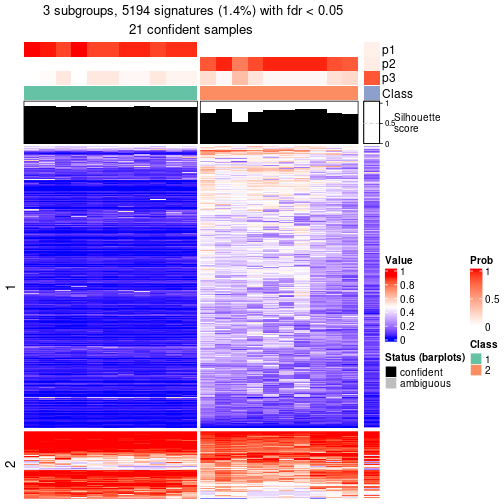 3 subgroups, 5194 signatures (1.4%) with fdr < 0.05
21 confident samples
p1
p2
p3
Class
1
0.5
0
Silhouette
score
1
2
Value
1
0.8
0.6
0.4
0.2
0
Status (barplots)
confident
ambiguous
Prob
1
0.5
0
Class
1
2